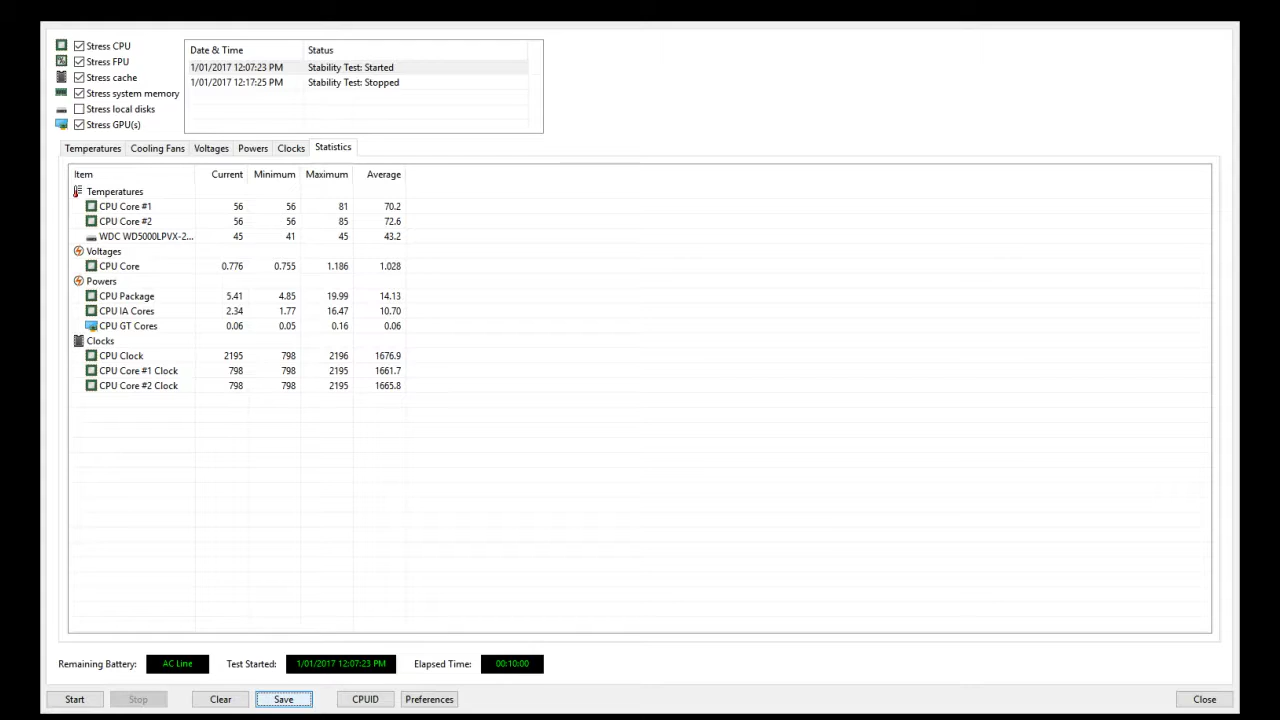 Stress CPU
Stress FPU
Stress cache
Stress system memory
Stress local disks
Stress GPU(s)
Date & Time Status
1/01/2017 12:07:23 PM Stability Test: Started
1/01/2017 12:17:25 PM Stability Test: Stopped
Temperatures Cooling Fans Voltages Powers Clocks Statistics
Item Current Minimum Maximum Average
Temperatures
CPU Core #1 56 56 81 70.2
CPU Core #2 56 56 85 72.6
WDC WD5000LPVX-2... 45 41 45 43.2
Voltages
CPU Core 0.776 0.755 1.186 1.028
Powers
CPU Package 5.41 4.85 19.99 14.13
CPU IA Cores 2.34 1.77 16.47 10.70
CPU GT Cores 0.06 0.05 0.16 0.06
Clocks
CPU Clock 2195 798 2196 1676.9
CPU Core #1 Clock 798 798 2195 1661.7
CPU Core #2 Clock 798 798 2195 1665.8
Remaining Battery: AC Line Test Started: 1/01/2017 12:07:23 PM Elapsed Time: 00:10:00
Start Stop Clear Save CPUID Preferences Close